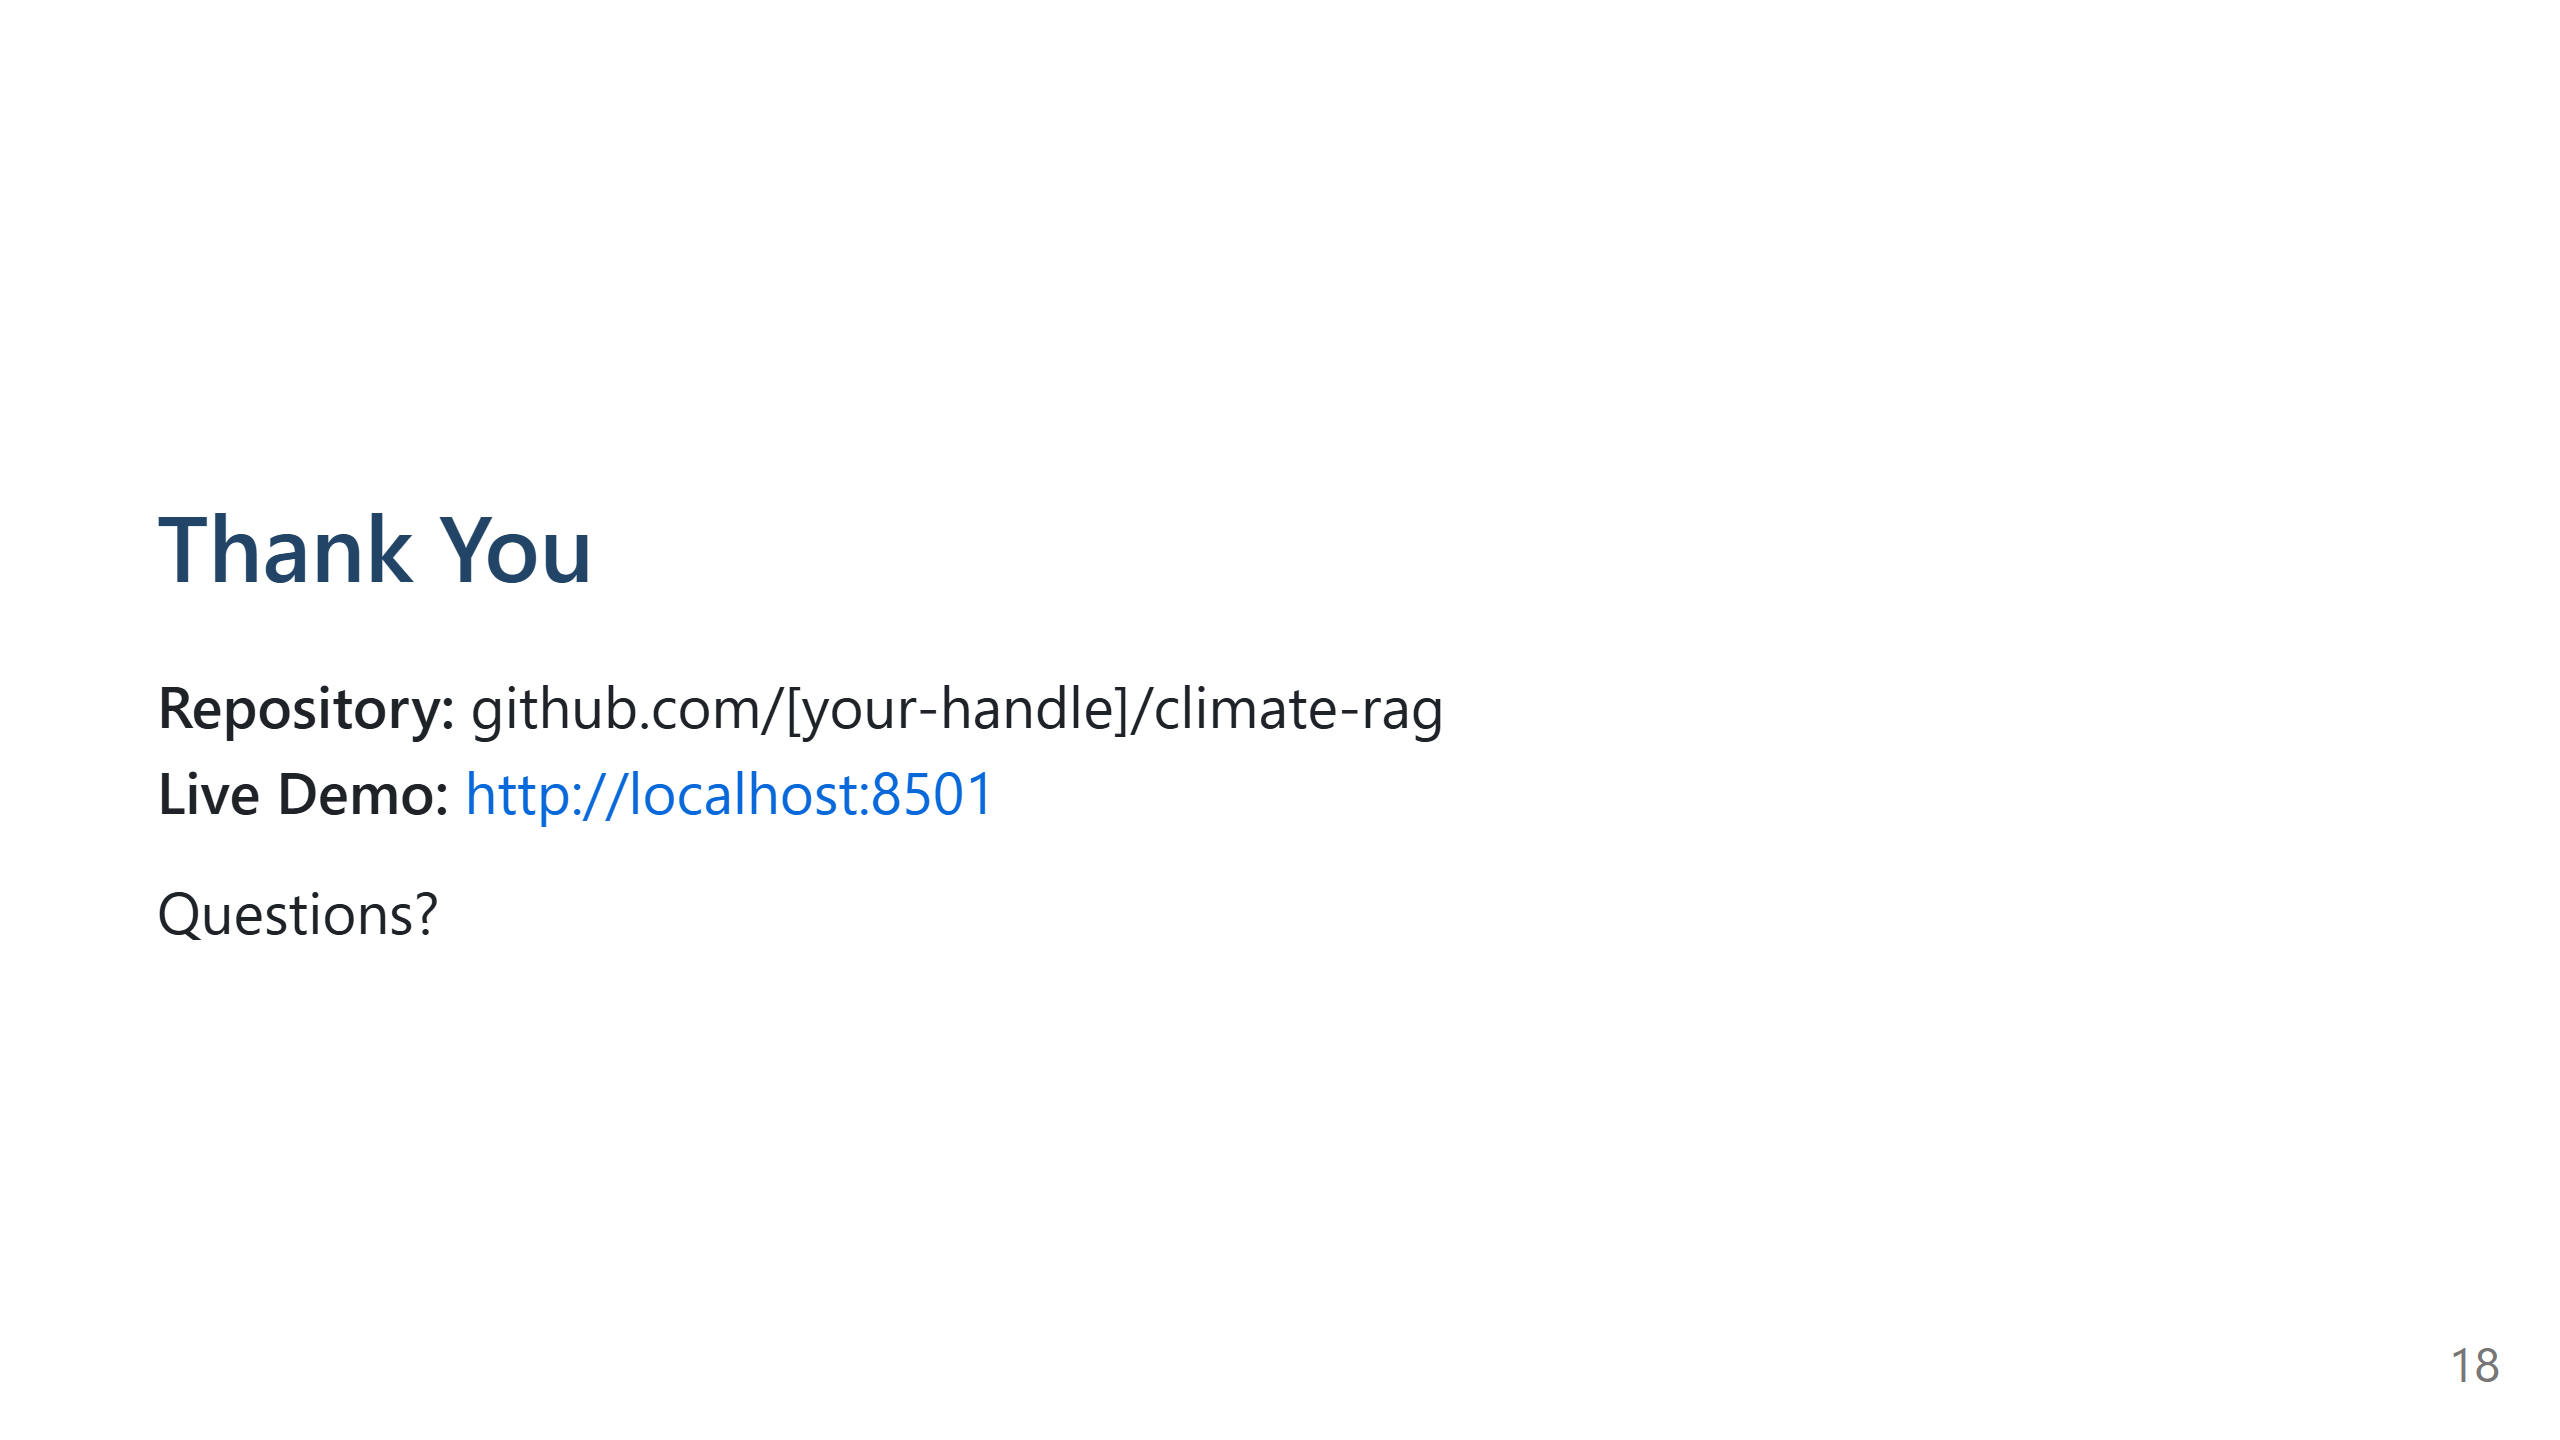 Thank You
Repository: github.com/[your-handle]/climate-rag
Live Demo: http://localhost:8501
Questions?
18